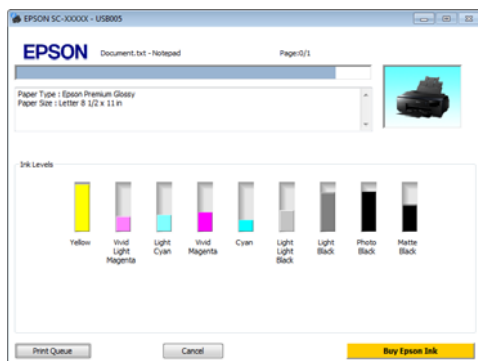 EPSON SC-XXXXX - USB005
EPSON
Document.txt - Notepad
Page:0/1
Paper Type : Epson Premium Glossy
Paper Size : Letter 8 1/2 x 11 in
Ink Levels
Yellow
Vivid
Light
Magenta
Light
Cyan
Vivid
Magenta
Cyan
Light
Light
Black
Light
Black
Photo
Black
Matte
Black
Print Queue
Cancel
Buy Epson Ink